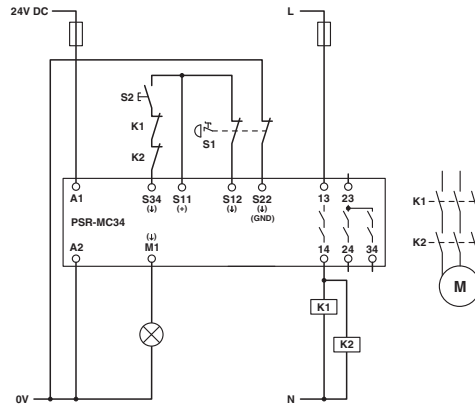 24V DC
L
S2
K1
S1
K2
A1
S34
(↓)
S11
(+)
S12
(↓)
S22
(↓)
(GND)
13
23
PSR-MC34
A2
(↓)
M1
14
24
34
K1
K2
K1
K2
M
0V
N